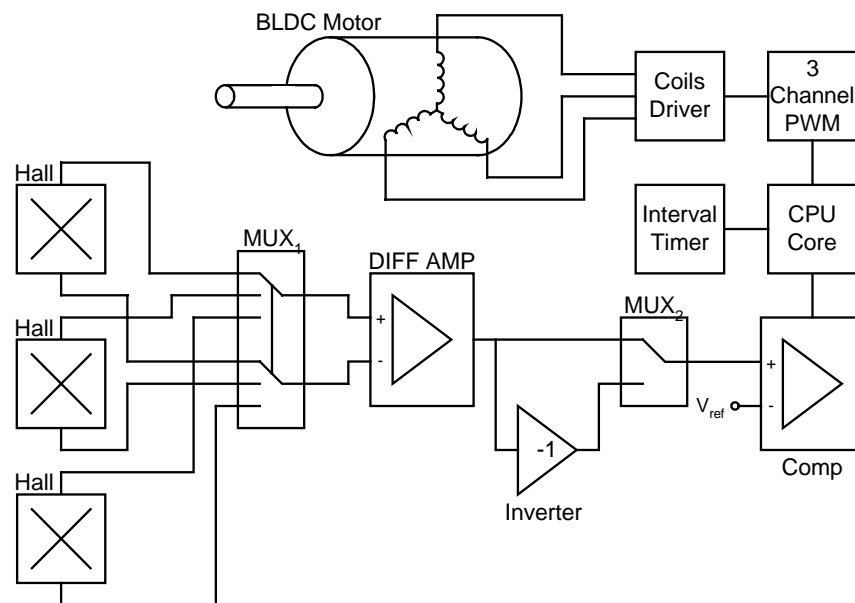 BLDC Motor
Coils
Driver
3
Channel
PWM
Hall
Interval
Timer
CPU
Core
MUX1
DIFF AMP
+
-
MUX2
Hall
+
-
Vref
-1
Inverter
Comp
Hall